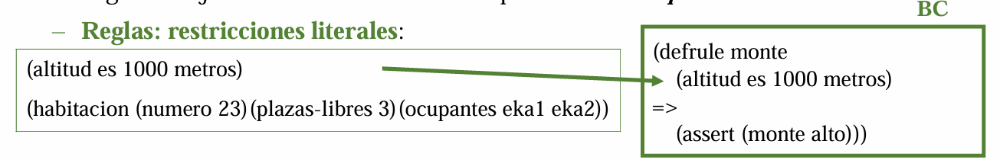 BC
– Reglas: restricciones literales:
(altitud es 1000 metros)
(habitacion (numero 23)(plazas-libres 3)(ocupantes eka1 eka2))
(defrule monte
(altitud es 1000 metros)
=>
(assert (monte alto)))